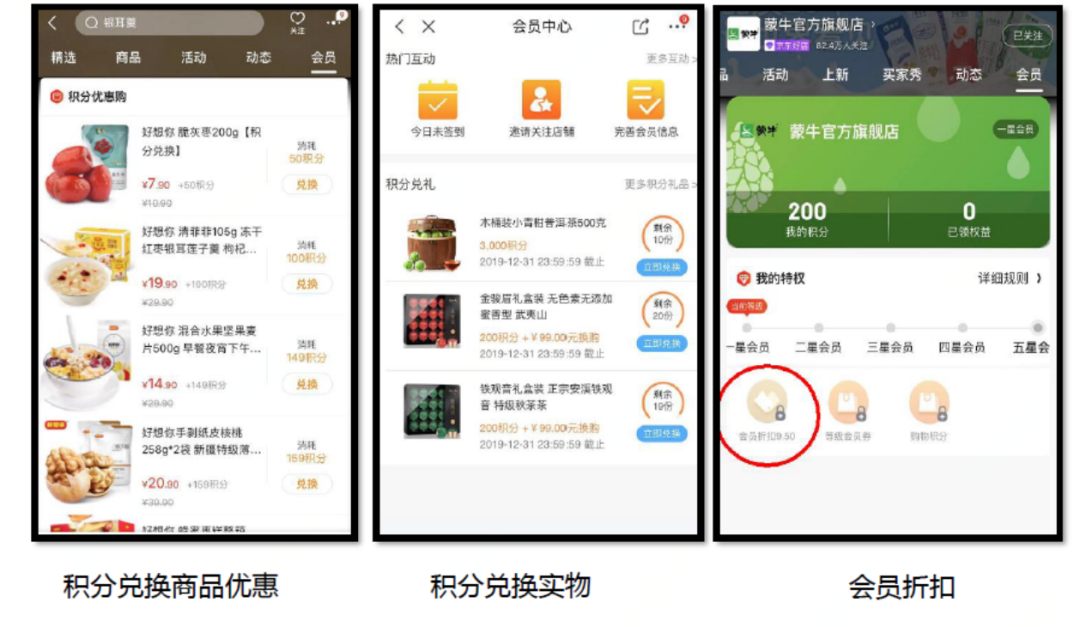 银耳羹
关注
9
精选 商品 活动 动态 会员
积分优惠购
好想你 脆灰枣200g【积
分兑换】
¥7.90 +50积分
¥10.90
消耗
50积分
兑换
好想你 清菲菲105g 冻干
红枣银耳莲子羹 枸杞...
¥19.90 +100积分
¥29.90
消耗
100积分
兑换
好想你 混合水果坚果麦
片500g 早餐夜宵下午...
¥14.90 +149积分
¥29.90
消耗
149积分
兑换
好想你手剥纸皮核桃
258g*2袋 新疆特级薄...
¥20.90 +159积分
¥39.90
消耗
159积分
兑换
会员中心
9
热门互动 更多互动 >
今日未签到 邀请关注店铺 完善会员信息
积分兑礼 更多积分礼品 >
木桶装小青柑普洱茶500克
3,000积分
2019-12-31 23:59:59 截止
剩余
10份
立即兑换
金骏眉礼盒装 无色素无添加
蜜香型 武夷山
200积分 + ¥ 99.00元换购
2019-12-31 23:59:59 截止
剩余
20份
立即兑换
铁观音礼盒装 正宗安溪铁观
音 特级秋茶茶
200积分 + ¥ 99.00元换购
2019-12-31 23:59:59 截止
剩余
19份
立即兑换
蒙牛
蒙牛官方旗舰店 >
京东好店 82.4万人关注
已关注
品 活动 上新 买家秀 动态 会员
蒙牛 蒙牛官方旗舰店
一星会员
200 0
我的积分 已领权益
我的特权 详细规则 >
当前等级
一星会员 二星会员 三星会员 四星会员 五星会
会员折扣9.50 等级会员券 购物积分
积分兑换商品优惠 积分兑换实物 会员折扣